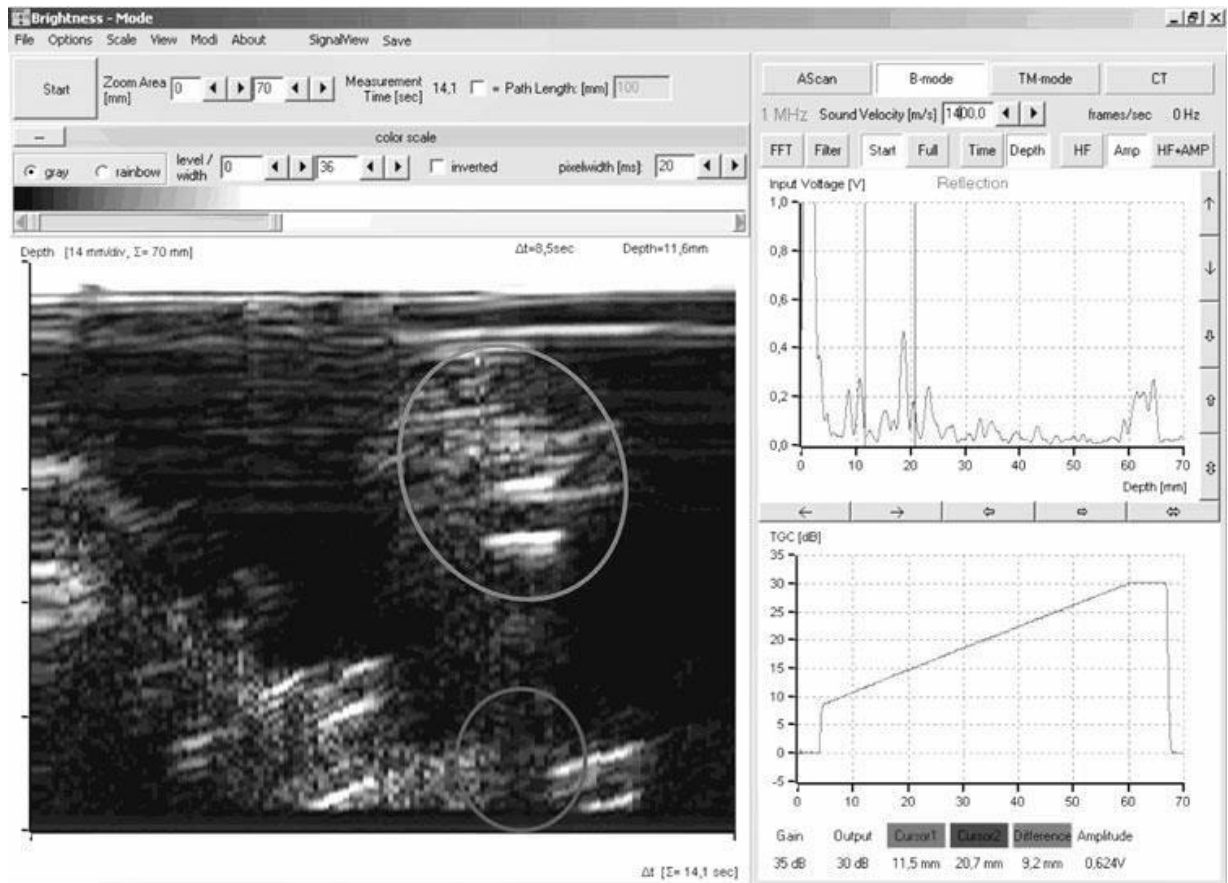 Brightness - Mode
File Options Scale View Modi About SignalView Save
Start
Zoom Area [mm] 0 70
Measurement Time [sec] 14,1 = Path Length: [mm] 100
color scale
gray rainbow level / width 0 36 inverted pixelwidth [ms]: 20
Depth [14 mm/div, Σ= 70 mm] Δt=8,5sec Depth=11,6mm
Δt [Σ= 14,1 sec]
AScan B-mode TM-mode CT
1 MHz Sound Velocity [m/s] 1400,0 frames/sec 0 Hz
FFT Filter Start Full Time Depth HF Amp HF+AMP
Input Voltage [V] Reflection
1,0
0,8
0,6
0,4
0,2
0,0
0 10 20 30 40 50 60 70
Depth [mm]
TGC [dB]
35
30
25
20
15
10
5
0
-5
0 10 20 30 40 50 60 70
Gain Output Cursor1 Cursor2 Difference Amplitude
35 dB 30 dB 11,5 mm 20,7 mm 9,2 mm 0,624V